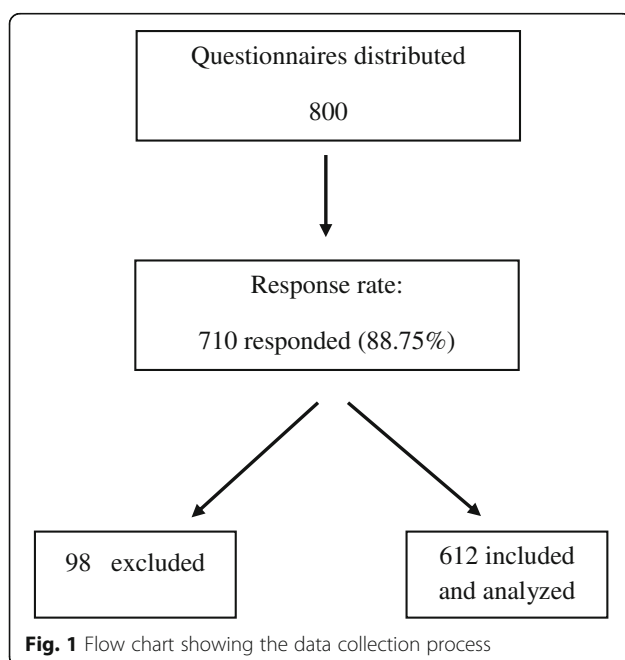 Questionnaires distributed
800
Response rate:
710 responded (88.75%)
98 excluded
612 included
and analyzed
Fig. 1 Flow chart showing the data collection process